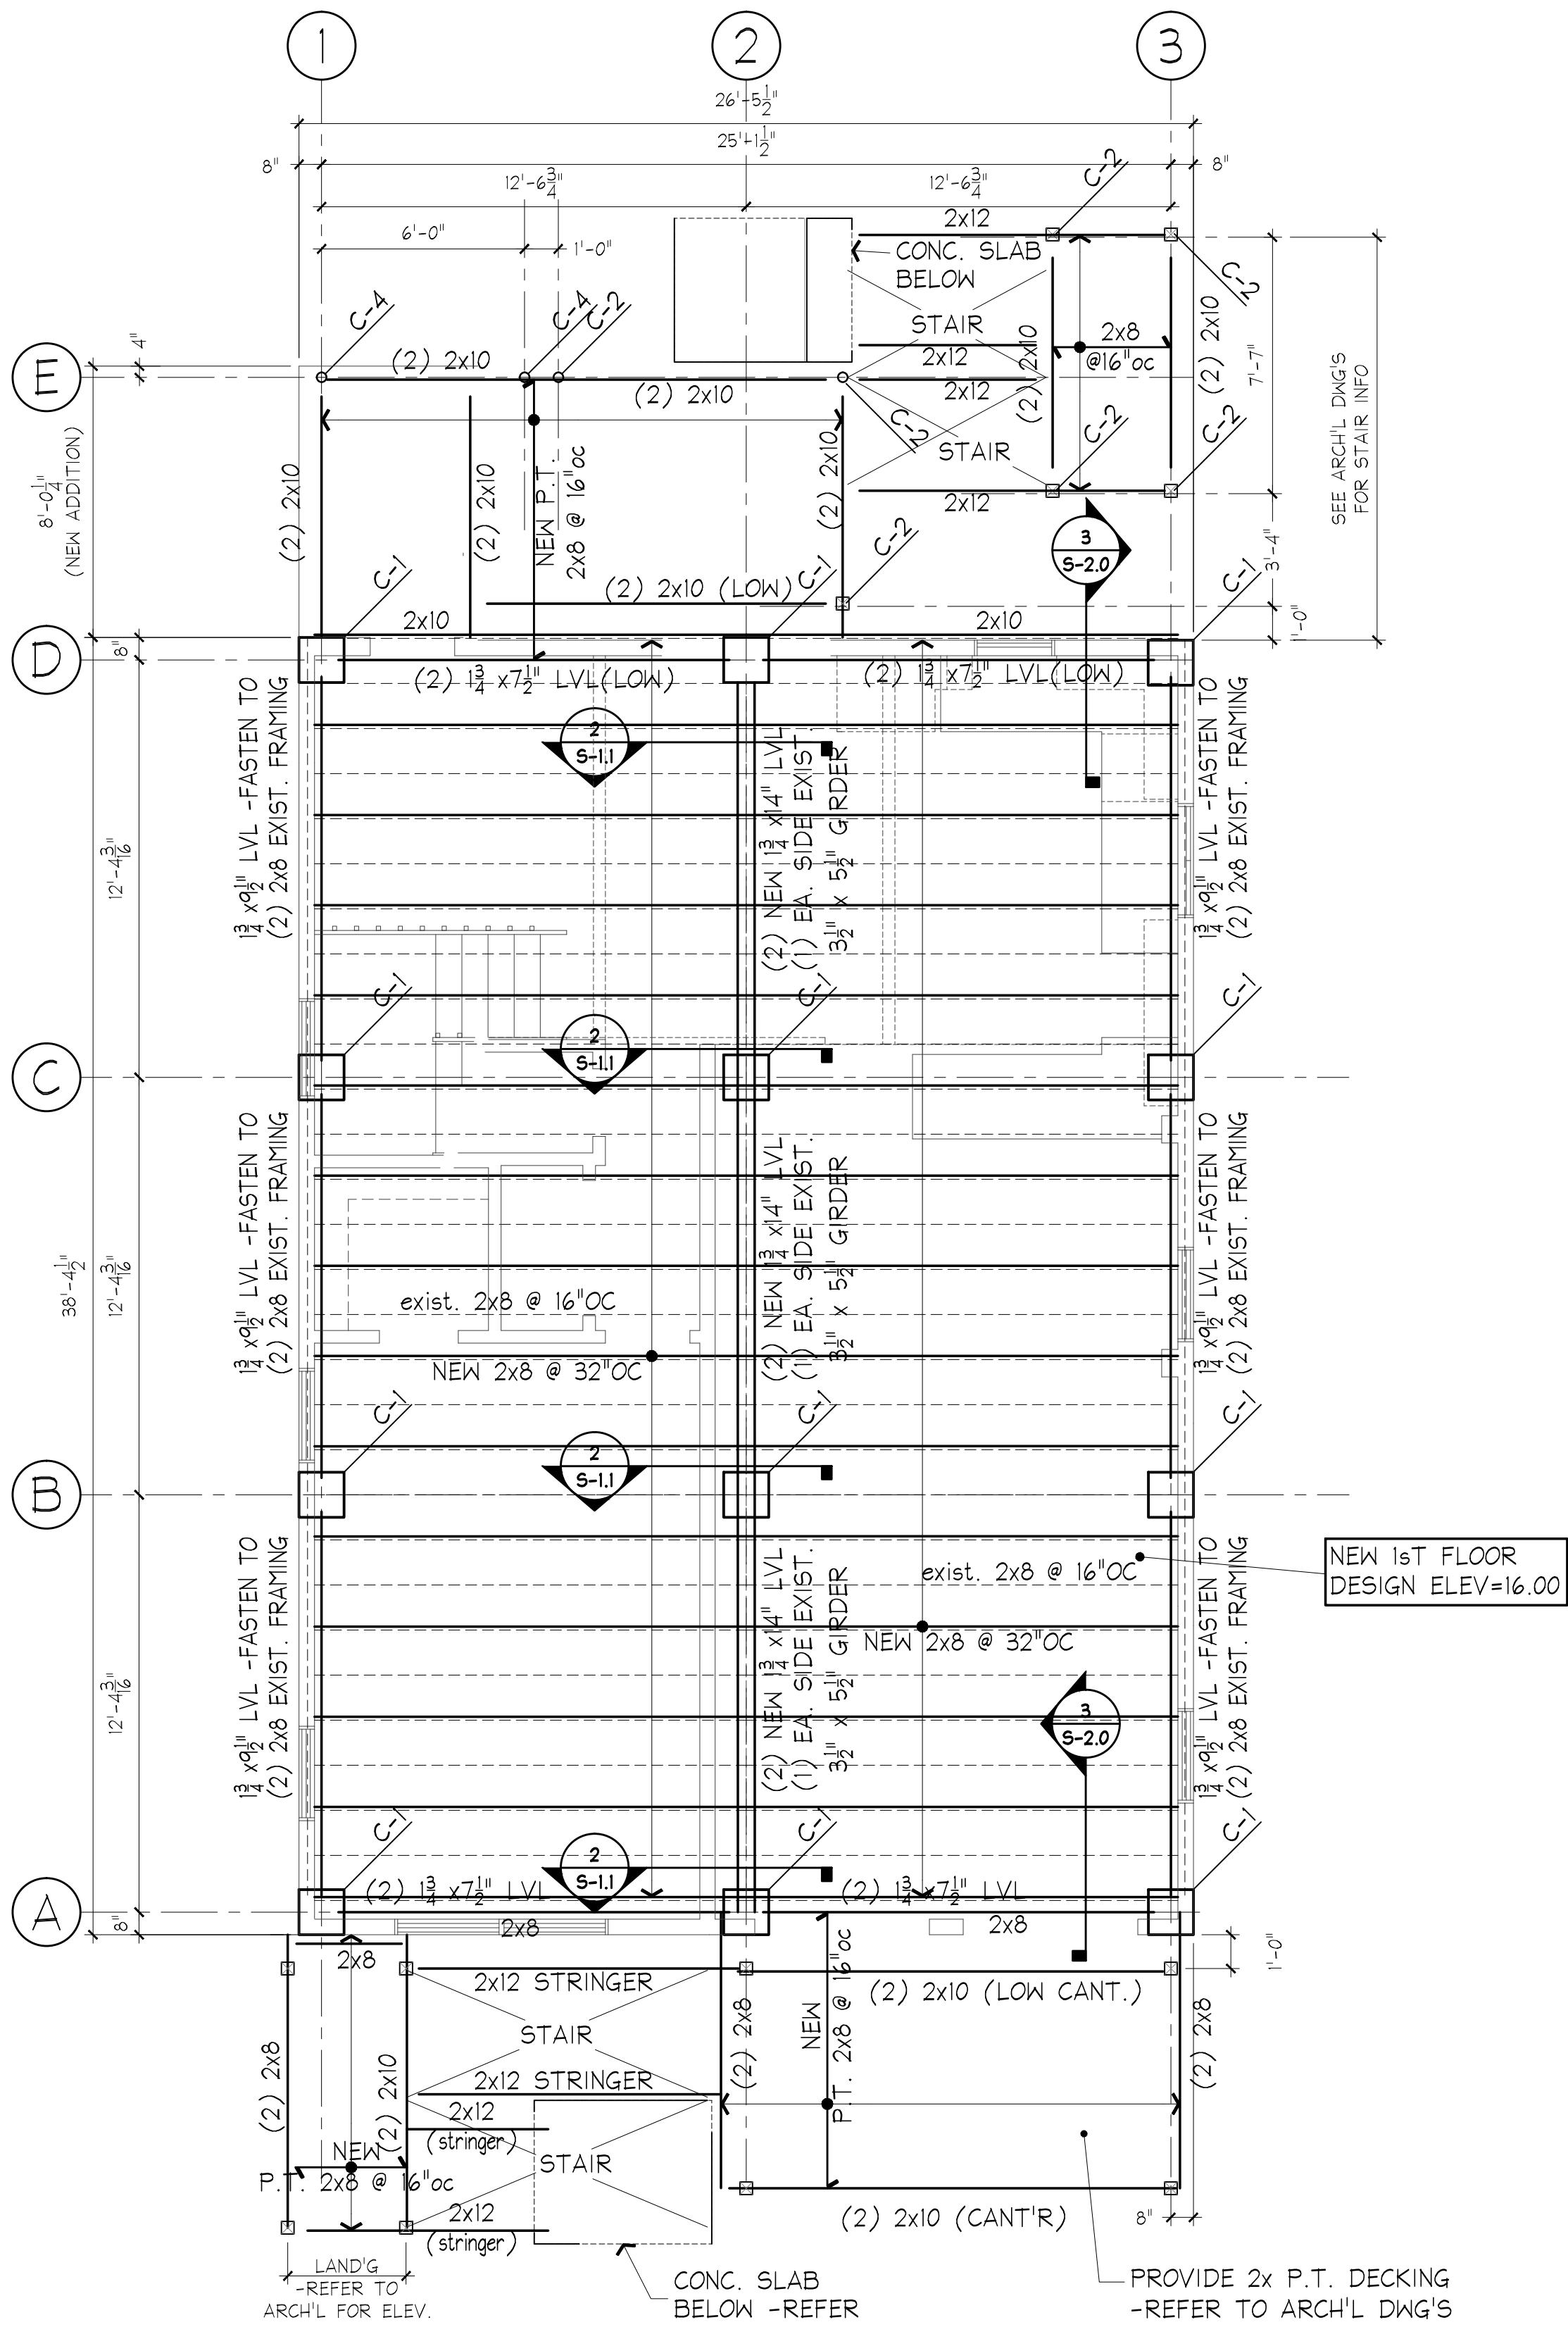 1
2
3
26'-5 1/2"
25'-1 1/2"
8"
8"
12'-6 3/4"
12'-6 3/4"
6'-0"
1'-0"
C-2
2x12
CONC. SLAB
BELOW
C-2
C-4
C-4
C-2
STAIR
2x10
(2) 2x10
2x8
@16"oc
(2) 2x10
7'-7"
SEE ARCH'L DWG'S
FOR STAIR INFO
4"
E
(2) 2x10
2x12
(2) 2x10
2x12
C-2
C-2
C-2
STAIR
2x12
8'-0 1/4"
(NEW ADDITION)
(2) 2x10
(2) 2x10
NEW P.T.
2x8 @ 16"oc
(2) 2x10
C-2
3
S-2.0
3'-4"
1'-0"
C-1
C-1
C-1
(2) 2x10 (LOW)
2x10
2x10
D
8"
(2) 1 3/4 x7 1/2" LVL(LOW)
(2) 1 3/4 x7 1/2" LVL(LOW)
1 3/4 x9 1/2" LVL -FASTEN TO
(2) 2x8 EXIST. FRAMING
2
S-1.1
(2) NEW 1 3/4 x14" LVL
(1) EA. SIDE EXIST.
3 1/2" x 5 1/2" GIRDER
1 3/4 x9 1/2" LVL -FASTEN TO
(2) 2x8 EXIST. FRAMING
12'-4 3/16"
C-1
C-1
C-1
2
S-1.1
C
1 3/4 x9 1/2" LVL -FASTEN TO
(2) 2x8 EXIST. FRAMING
(2) NEW 1 3/4 x14" LVL
(1) EA. SIDE EXIST.
3 1/2" x 5 1/2" GIRDER
1 3/4 x9 1/2" LVL -FASTEN TO
(2) 2x8 EXIST. FRAMING
38'-4 1/2"
12'-4 3/16"
exist. 2x8 @ 16"OC
NEW 2x8 @ 32"OC
C-1
C-1
C-1
2
S-1.1
B
1 3/4 x9 1/2" LVL -FASTEN TO
(2) 2x8 EXIST. FRAMING
(2) NEW 1 3/4 x14" LVL
(1) EA. SIDE EXIST.
3 1/2" x 5 1/2" GIRDER
1 3/4 x9 1/2" LVL -FASTEN TO
(2) 2x8 EXIST. FRAMING
exist. 2x8 @ 16"OC
NEW 1sT FLOOR
DESIGN ELEV=16.00
NEW 2x8 @ 32"OC
12'-4 3/16"
3
S-2.0
C-1
C-1
C-1
2
S-1.1
A
8"
(2) 1 3/4 x7 1/2" LVL
(2) 1 3/4 x7 1/2" LVL
2x8
2x8
2x8
1'-0"
2x12 STRINGER
(2) 2x10 (LOW CANT.)
STAIR
(2) 2x8
(2) 2x10
(2) 2x8
NEW
P.T. 2x8 @ 16"oc
(2) 2x8
2x12 STRINGER
2x12
(stringer)
STAIR
NEW
P.T. 2x8 @ 16"oc
2x12
(stringer)
(2) 2x10 (CANT'R)
8"
LAND'G
-REFER TO
ARCH'L FOR ELEV.
CONC. SLAB
BELOW -REFER
PROVIDE 2x P.T. DECKING
-REFER TO ARCH'L DWG'S